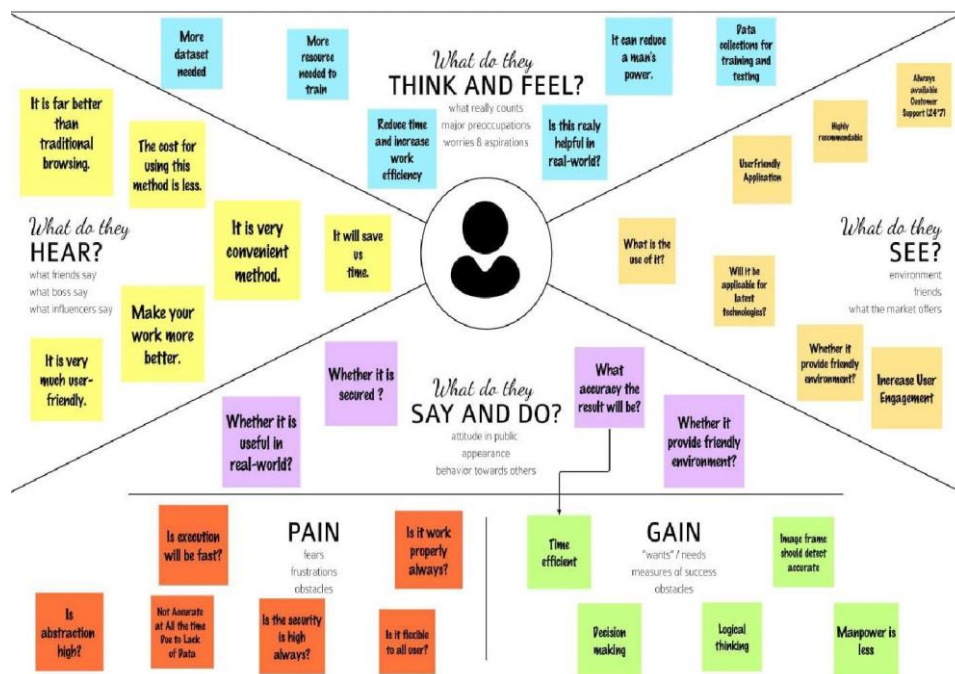 More
dataset
needed
More
resource
needed to
train
What do they
THINK AND FEEL?
what really counts
major preoccupations
worries & aspirations
It can reduce
a man's
power.
Data
collections for
training and
testing
Reduce time
and increase
work
efficiency
Is this realy
helpful in
real-world?
It is far better
than
traditional
browsing.
The cost for
using this
method is less.
What do they
HEAR?
what friends say
what boss say
what influencers say
It is very
convenient
method.
It will save
us
time.
Make your
work more
better.
It is very
much user-
friendly.
Always
available
Customer
Support (24*7)
Highly
recommendable
UserFriendly
Application
What is the
use of it?
Will it be
applicable for
latest
technologies?
What do they
SEE?
environment
friends
what the market offers
Whether it
provide friendly
environment?
Increase User
Engagement
Whether it is
secured ?
Whether it is
useful in
real-world?
What do they
SAY AND DO?
attitude in public
appearance
behavior towards others
What
accuracy the
result will be?
Whether it
provide friendly
environment?
Is execution
will be fast?
PAIN
fears
frustrations
obstacles
Is it work
properly
always?
Is
abstraction
high?
Not Accurate
at All the time
Due to Lack
of Data
Is the security
is high
always?
Is it flexible
to all user?
Time
efficient
GAIN
"wants" / needs
measures of success
obstacles
Image frame
should detect
accurate
Decision
making
Logical
thinking
Manpower is
less